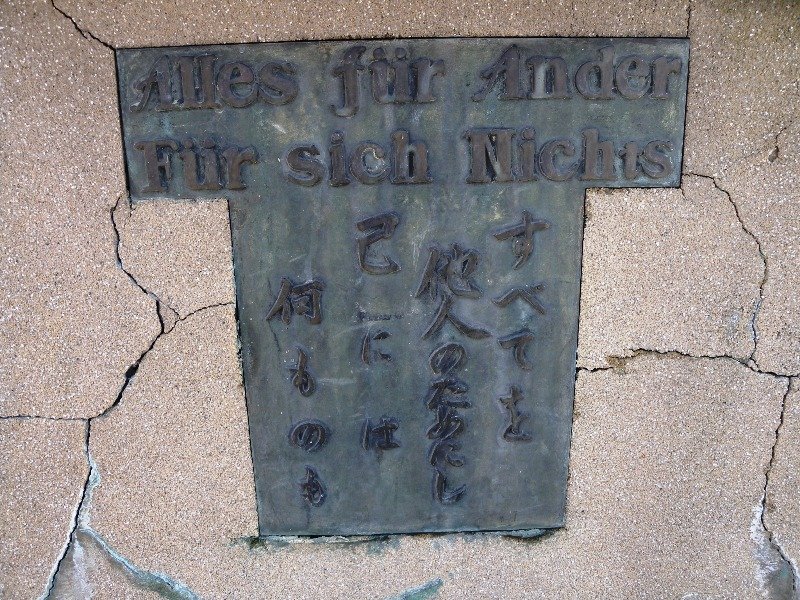 Alles für Ander
Für sich Nichts
すべてを
他人のためにし
己には
何ものも